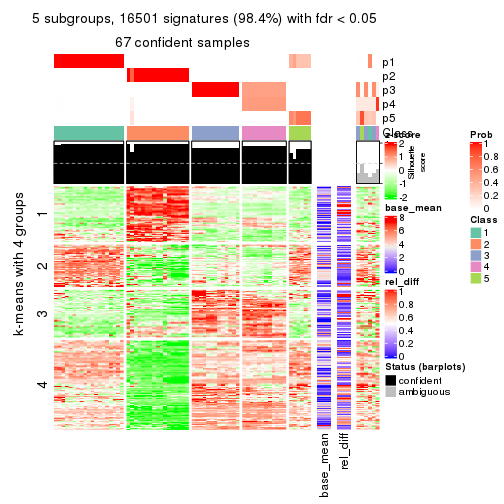 5 subgroups, 16501 signatures (98.4%) with fdr < 0.05
67 confident samples
p1
p2
p3
p4
p5
Class
Silhouette
score
k-means with 4 groups
1
2
3
4
base_mean
rel_diff
z-score
2
1
0
-1
-2
base_mean
8
6
4
2
0
rel_diff
1
0.8
0.6
0.4
0.2
0
Status (barplots)
confident
ambiguous
Prob
1
0.8
0.6
0.4
0.2
0
Class
1
2
3
4
5